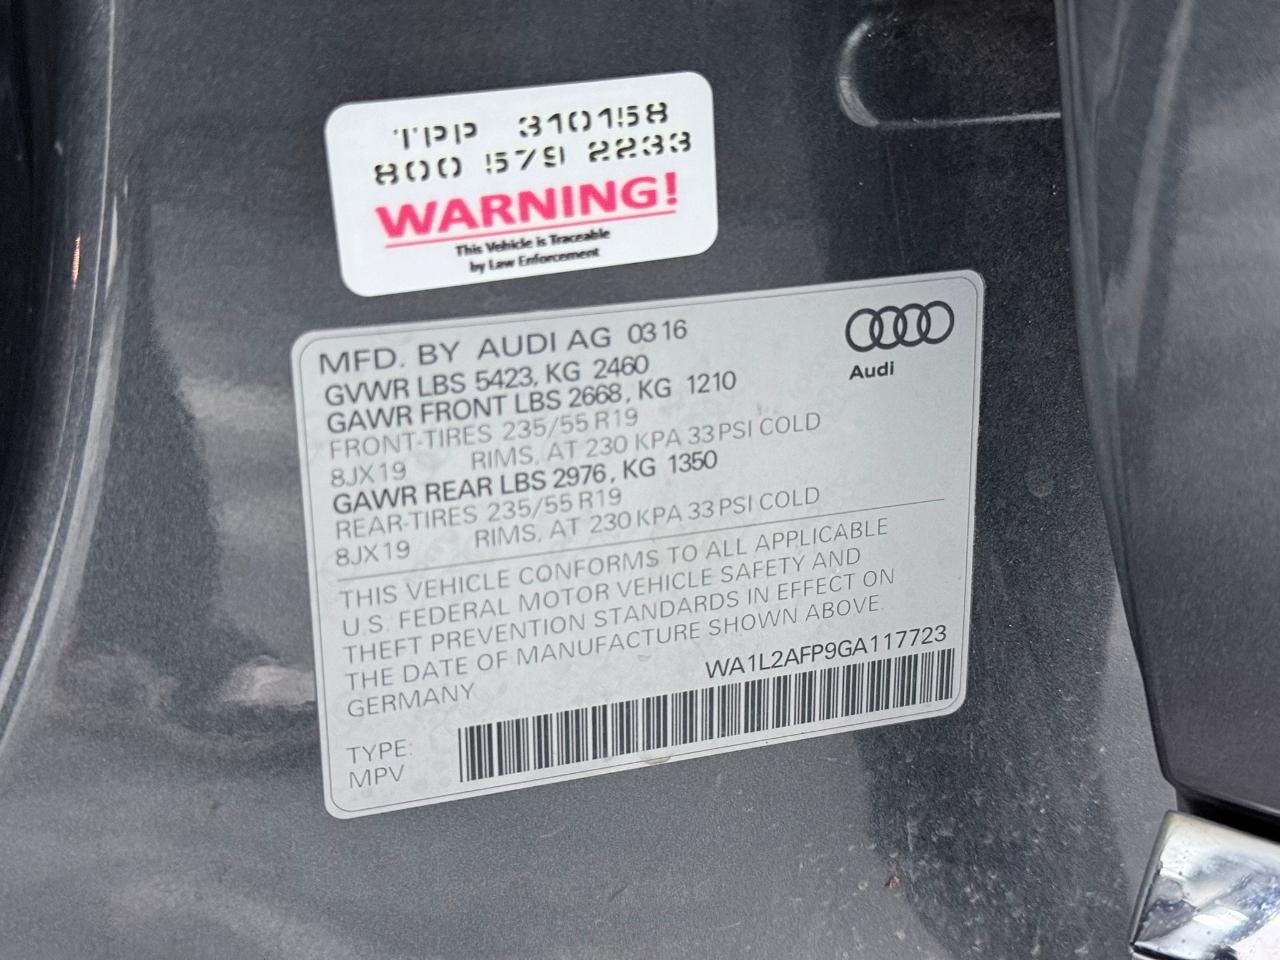 TPP 310158
800 579 2233
WARNING!
This Vehicle is Traceable
by Law Enforcement
MFD. BY AUDI AG 03 16
GVWR LBS 5423, KG 2460
GAWR FRONT LBS 2668, KG 1210
FRONT-TIRES 235/55 R19
8JX19 RIMS, AT 230 KPA 33 PSI COLD
GAWR REAR LBS 2976, KG 1350
REAR-TIRES 235/55 R19
8JX19 RIMS, AT 230 KPA 33 PSI COLD
Audi
THIS VEHICLE CONFORMS TO ALL APPLICABLE
U.S. FEDERAL MOTOR VEHICLE SAFETY AND
THEFT PREVENTION STANDARDS IN EFFECT ON
THE DATE OF MANUFACTURE SHOWN ABOVE.
GERMANY WA1L2AFP9GA117723
TYPE:
MPV